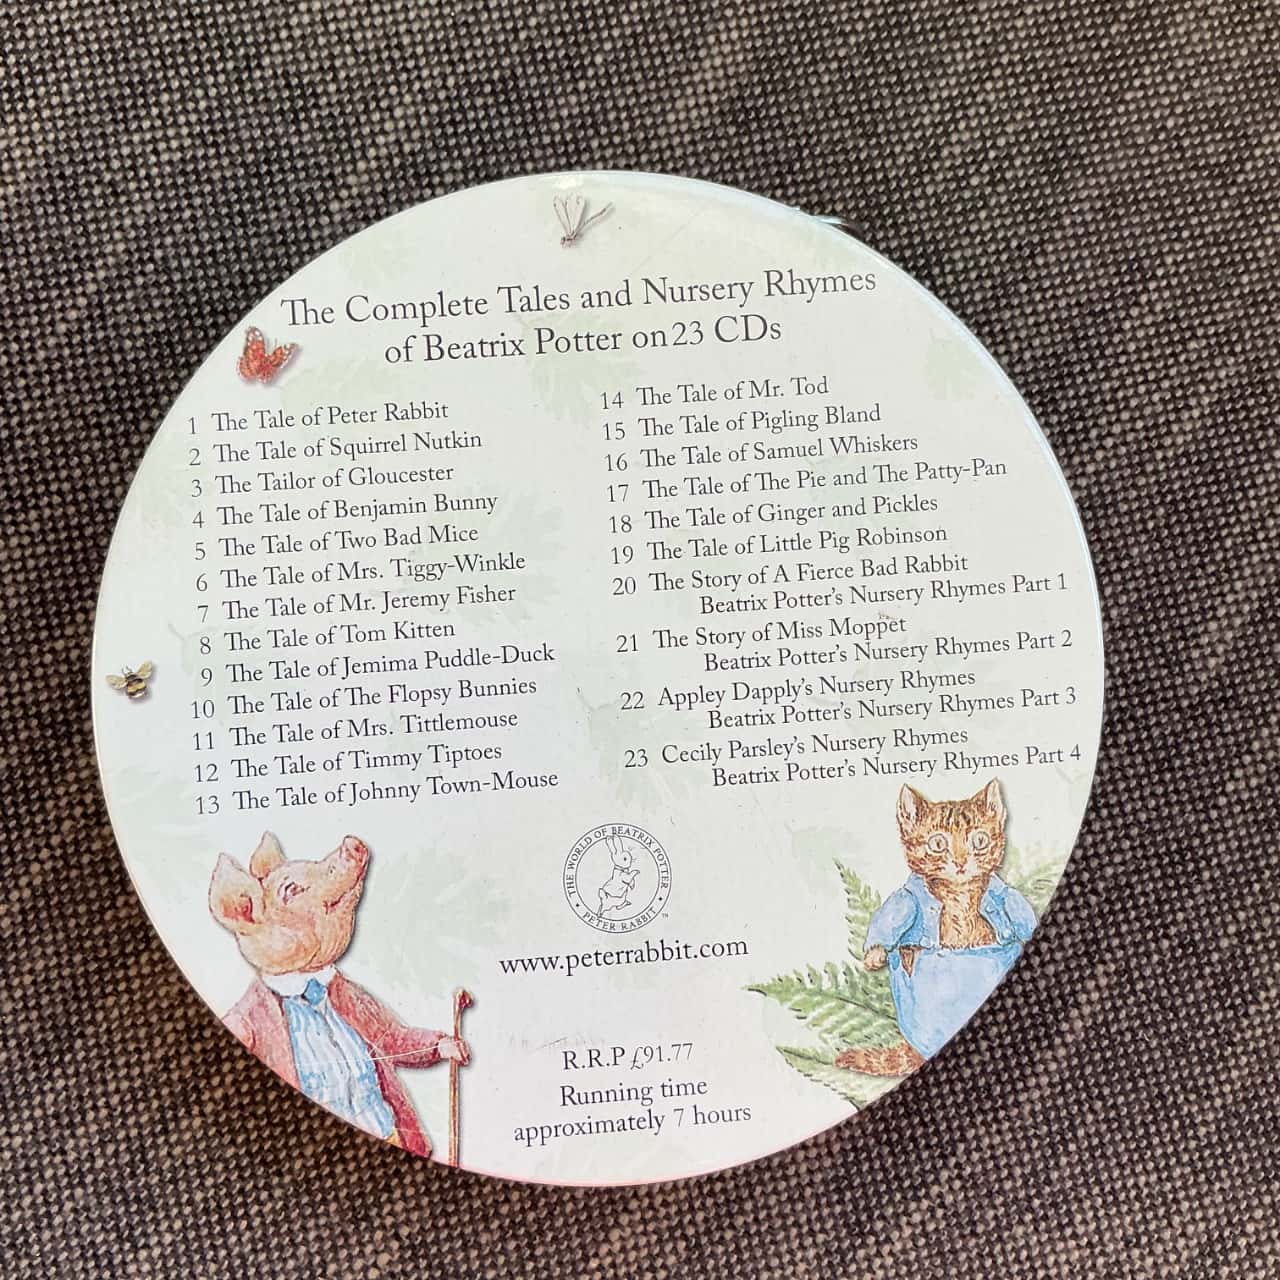 The Complete Tales and Nursery Rhymes
of Beatrix Potter on 23 CDs
1 The Tale of Peter Rabbit
2 The Tale of Squirrel Nutkin
3 The Tailor of Gloucester
4 The Tale of Benjamin Bunny
5 The Tale of Two Bad Mice
6 The Tale of Mrs. Tiggy-Winkle
7 The Tale of Mr. Jeremy Fisher
8 The Tale of Tom Kitten
9 The Tale of Jemima Puddle-Duck
10 The Tale of The Flopsy Bunnies
11 The Tale of Mrs. Tittlemouse
12 The Tale of Timmy Tiptoes
13 The Tale of Johnny Town-Mouse
14 The Tale of Mr. Tod
15 The Tale of Pigling Bland
16 The Tale of Samuel Whiskers
17 The Tale of The Pie and The Patty-Pan
18 The Tale of Ginger and Pickles
19 The Tale of Little Pig Robinson
20 The Story of A Fierce Bad Rabbit
Beatrix Potter's Nursery Rhymes Part 1
21 The Story of Miss Moppet
Beatrix Potter's Nursery Rhymes Part 2
22 Appley Dapply's Nursery Rhymes
Beatrix Potter's Nursery Rhymes Part 3
23 Cecily Parsley's Nursery Rhymes
Beatrix Potter's Nursery Rhymes Part 4
THE WORLD OF BEATRIX POTTER
• PETER RABBIT • ™
www.peterrabbit.com
R.R.P £91.77
Running time
approximately 7 hours